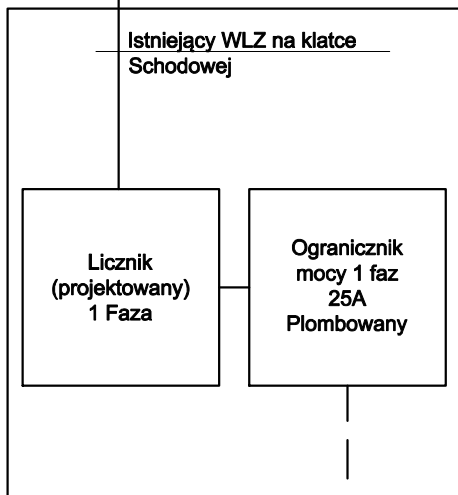 Istniejący WLZ na klatce
Schodowej
Licznik
(projektowany)
1 Faza
Ogranicznik
mocy 1 faz
25A
Plombowany